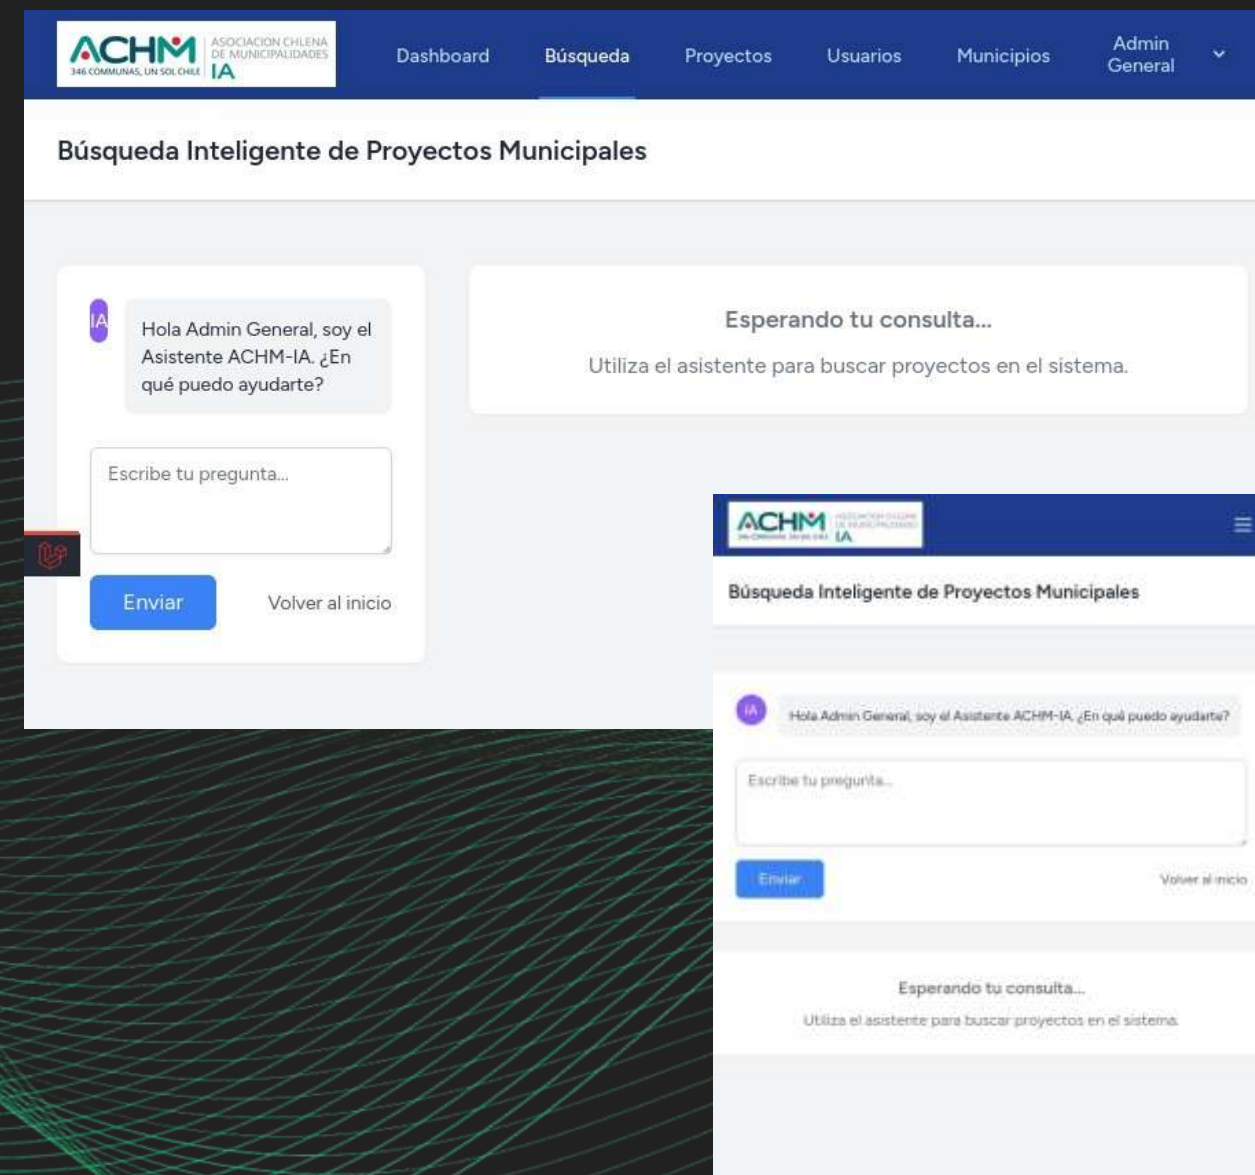 ACHM
346 COMMUNAS, UN SOL CHILE
ASOCIACION CHILENA
DE MUNICIPALIDADES
IA
Dashboard
Búsqueda
Proyectos
Usuarios
Municipios
Admin
General
Búsqueda Inteligente de Proyectos Municipales
IA
Hola Admin General, soy el
Asistente ACHM-IA. ¿En
qué puedo ayudarte?
Escribe tu pregunta...
Enviar
Volver al inicio
Esperando tu consulta...
Utiliza el asistente para buscar proyectos en el sistema.
ACHM
IA
Búsqueda Inteligente de Proyectos Municipales
IA
Hola Admin General, soy el Asistente ACHM-IA. ¿En qué puedo ayudarte?
Escribe tu pregunta...
Enviar
Volver al inicio
Esperando tu consulta...
Utiliza el asistente para buscar proyectos en el sistema.